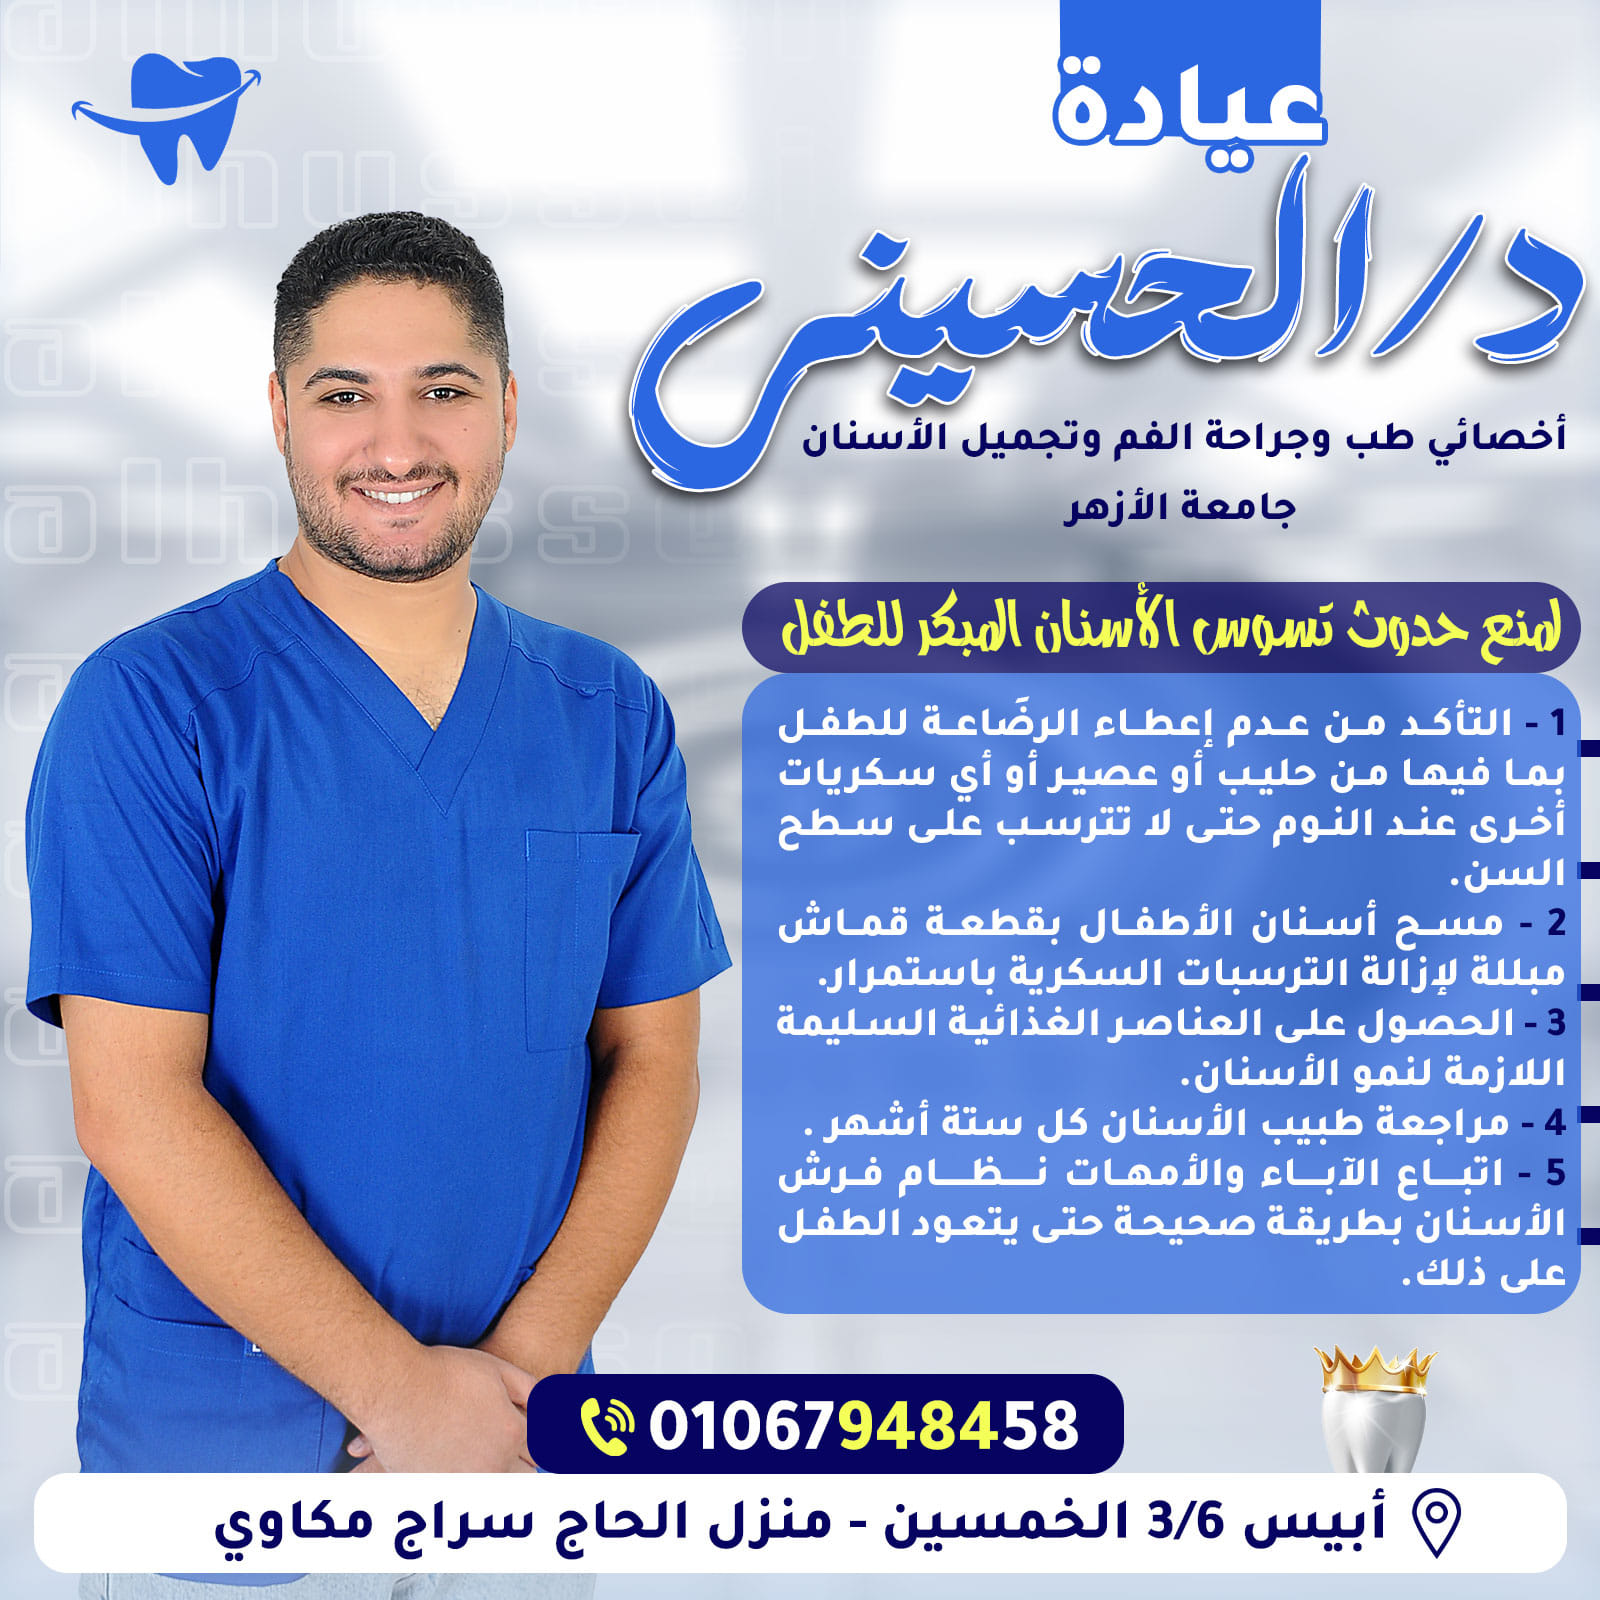 عيادة
د/الحسيني
أخصائي طب وجراحة الفم وتجميل الأسنان
جامعة الأزهر
لمنع حدوث تسوس الأسنان المبكر للطفل
1 - التأكد من عدم إعطاء الرضَاعة للطفل
بما فيها من حليب أو عصير أو أي سكريات
أخرى عند النوم حتى لا تترسب على سطح
السن.
2 - مسح أسنان الأطفال بقطعة قماش
مبللة لإزالة الترسبات السكرية باستمرار.
3 - الحصول على العناصر الغذائية السليمة
اللازمة لنمو الأسنان.
4 - مراجعة طبيب الأسنان كل ستة أشهر .
5 - اتباع الآباء والأمهات نظام فرش
الأسنان بطريقة صحيحة حتى يتعود الطفل
على ذلك.
01067948458
أبيس 3/6 الخمسين - منزل الحاج سراج مكاوي